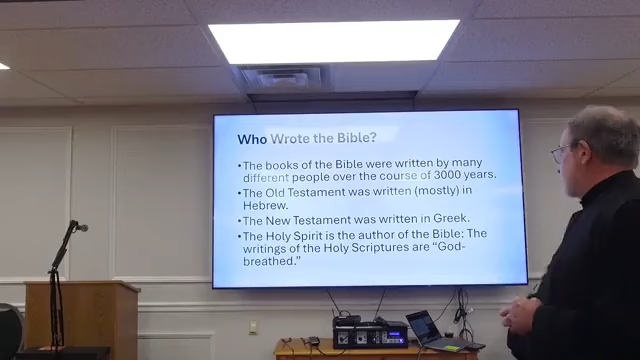 Who Wrote the Bible?
•The books of the Bible were written by many
different people over the course of 3000 years.
•The Old Testament was written (mostly) in
Hebrew.
•The New Testament was written in Greek.
•The Holy Spirit is the author of the Bible: The
writings of the Holy Scriptures are “God-
breathed.”